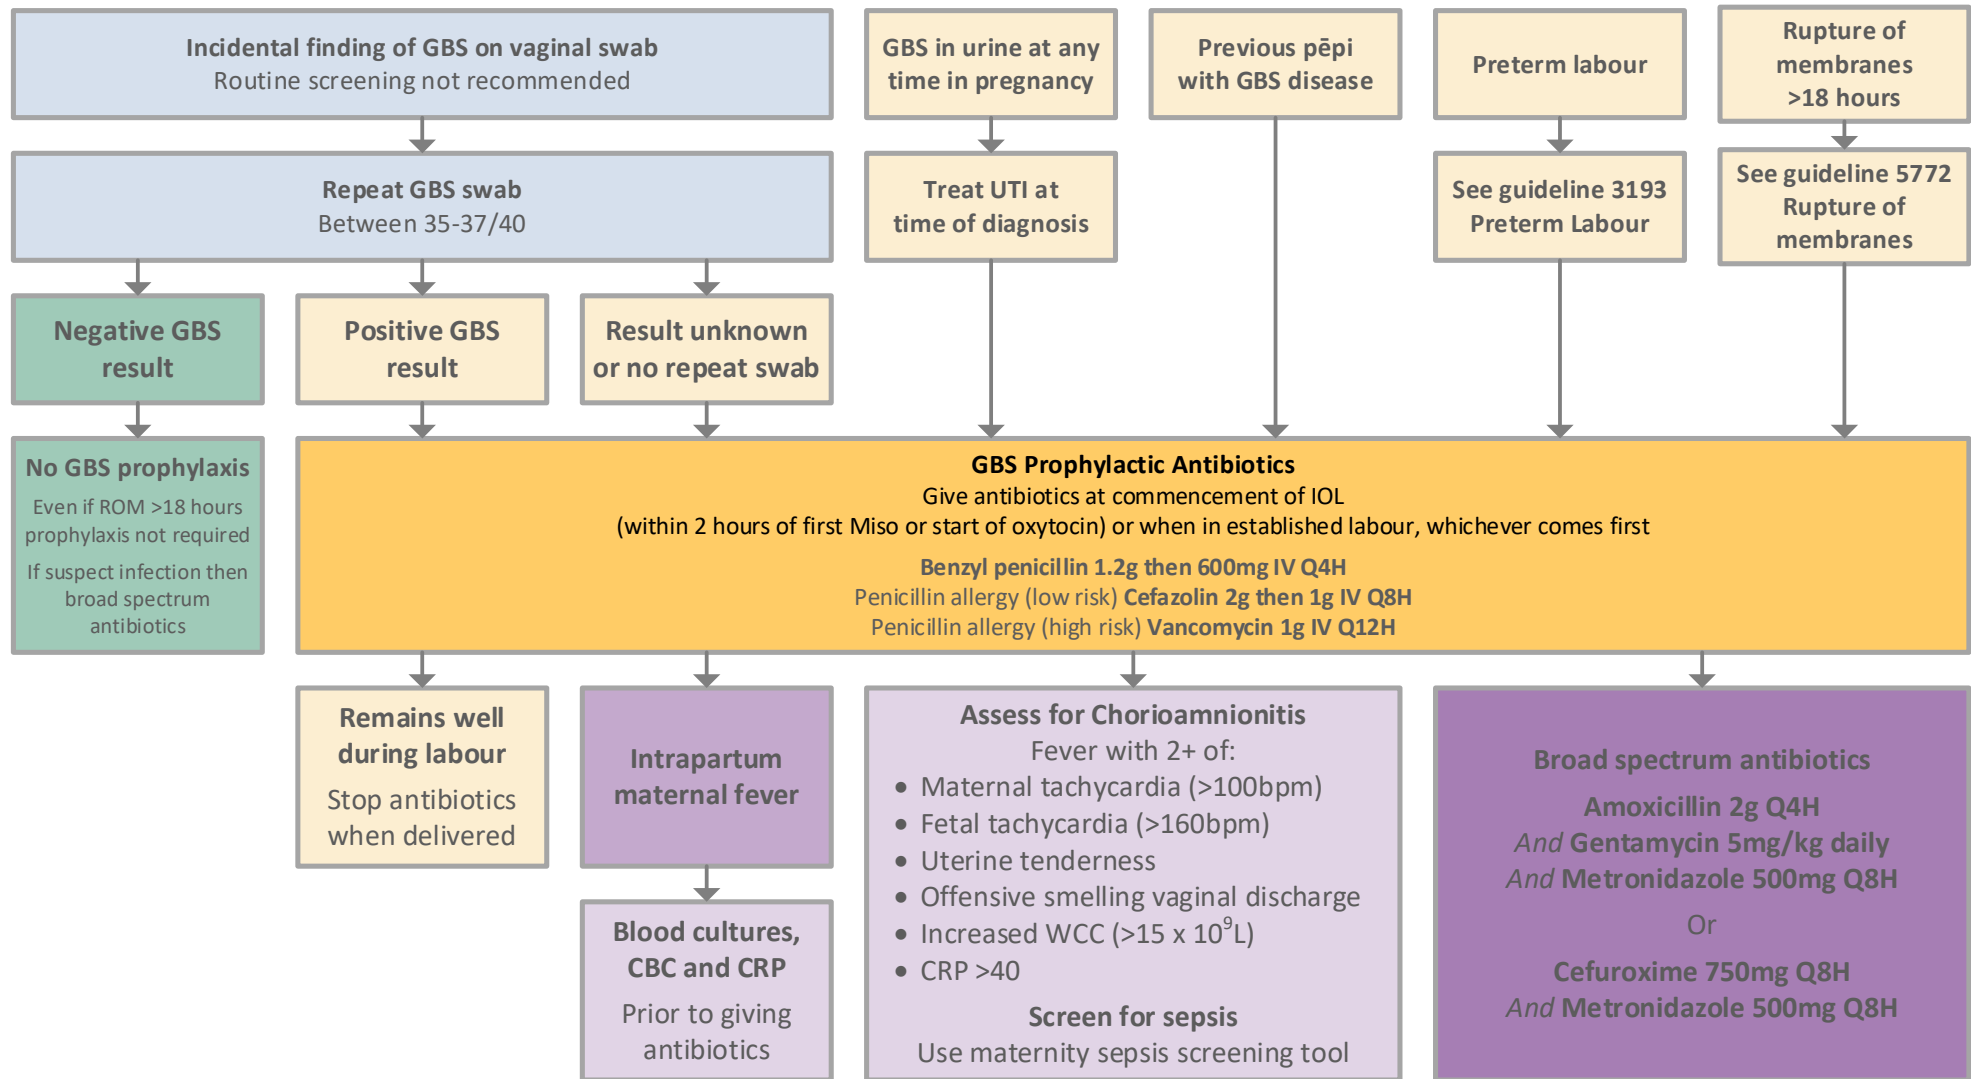 Incidental finding of GBS on vaginal swab
Routine screening not recommended
GBS in urine at any
time in pregnancy
Previous pēpi
with GBS disease
Preterm labour
Rupture of
membranes
>18 hours
Repeat GBS swab
Between 35-37/40
Treat UTI at
time of diagnosis
See guideline 3193
Preterm Labour
See guideline 5772
Rupture of
membranes
Negative GBS
result
Positive GBS
result
Result unknown
or no repeat swab
No GBS prophylaxis
Even if ROM >18 hours
prophylaxis not required
If suspect infection then
broad spectrum
antibiotics
GBS Prophylactic Antibiotics
Give antibiotics at commencement of IOL
(within 2 hours of first Miso or start of oxytocin) or when in established labour, whichever comes first
Benzyl penicillin 1.2g then 600mg IV Q4H
Penicillin allergy (low risk) Cefazolin 2g then 1g IV Q8H
Penicillin allergy (high risk) Vancomycin 1g IV Q12H
Remains well
during labour
Stop antibiotics
when delivered
Intrapartum
maternal fever
Blood cultures,
CBC and CRP
Prior to giving
antibiotics
Assess for Chorioamnionitis
Fever with 2+ of:
• Maternal tachycardia (>100bpm)
• Fetal tachycardia (>160bpm)
• Uterine tenderness
• Offensive smelling vaginal discharge
• Increased WCC (>15 x 10⁹L)
• CRP >40
Screen for sepsis
Use maternity sepsis screening tool
Broad spectrum antibiotics
Amoxicillin 2g Q4H
And Gentamycin 5mg/kg daily
And Metronidazole 500mg Q8H
Or
Cefuroxime 750mg Q8H
And Metronidazole 500mg Q8H